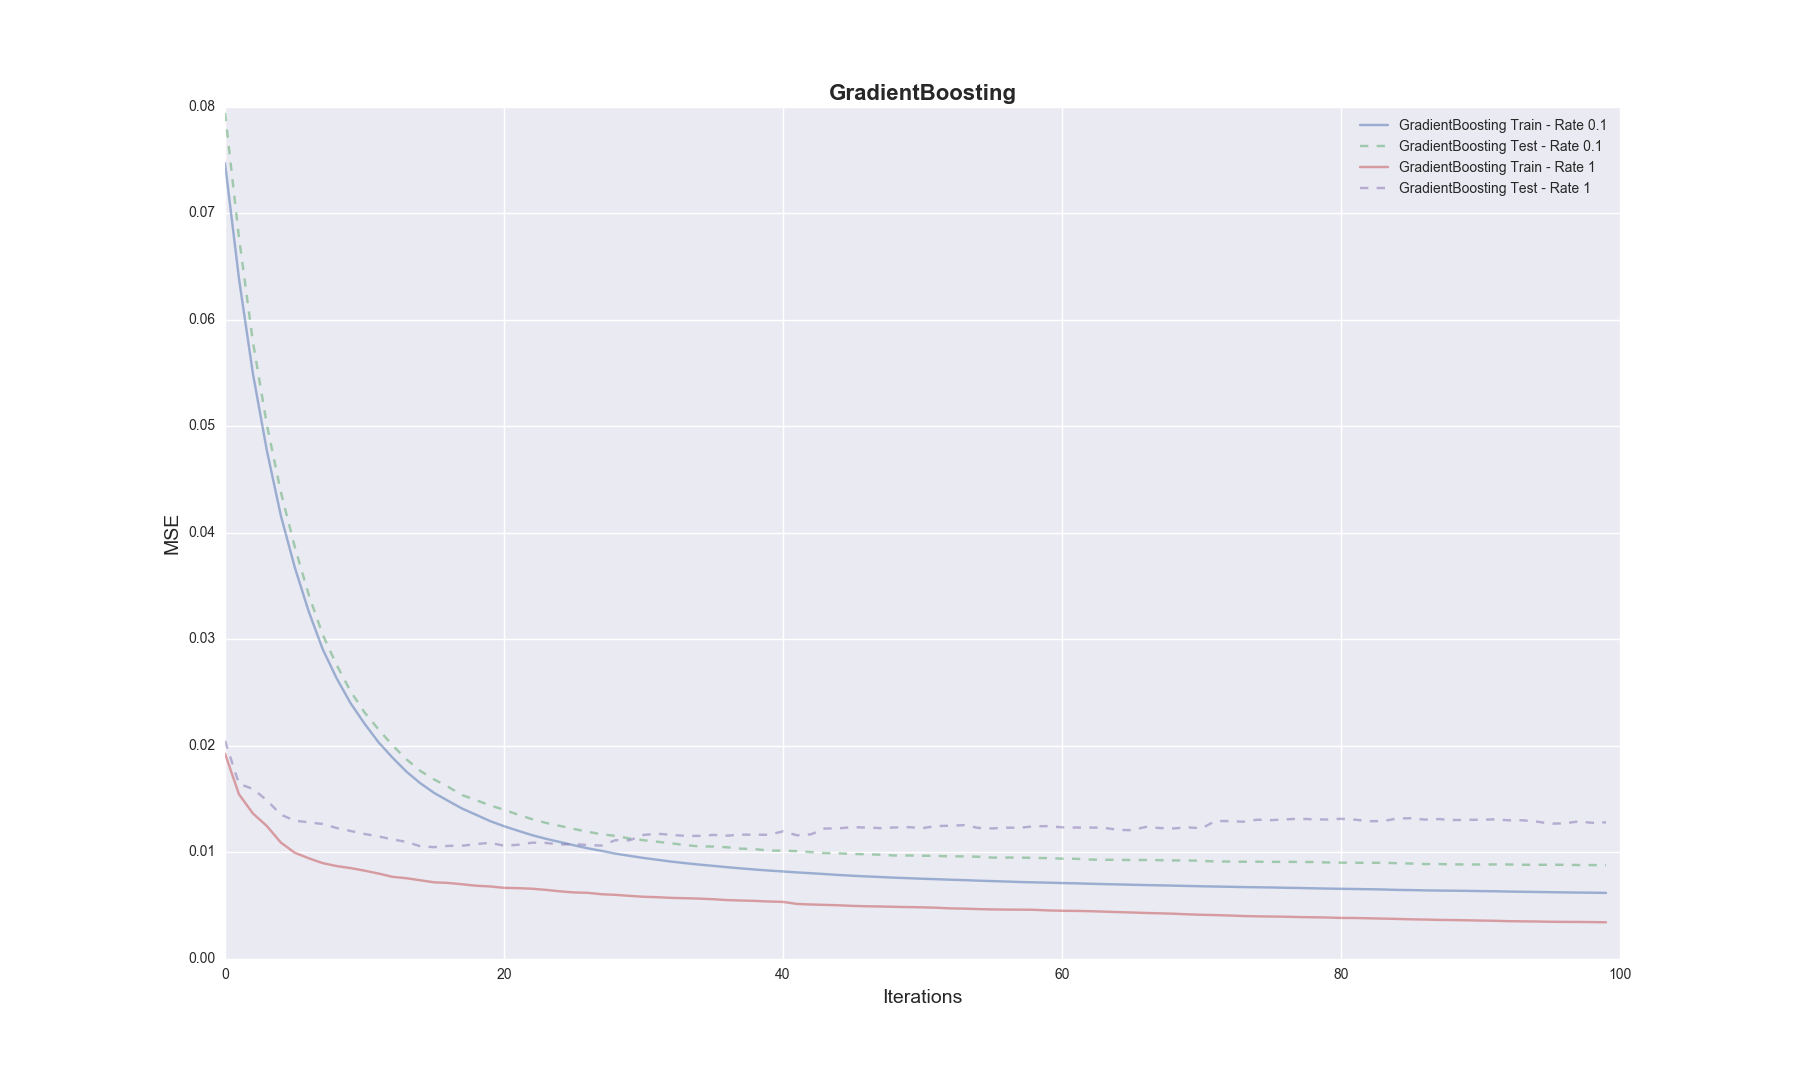 GradientBoosting
GradientBoosting Train - Rate 0.1
GradientBoosting Test - Rate 0.1
GradientBoosting Train - Rate 1
GradientBoosting Test - Rate 1
MSE
0.08
0.07
0.06
0.05
0.04
0.03
0.02
0.01
0.00
0 20 40 60 80 100
Iterations